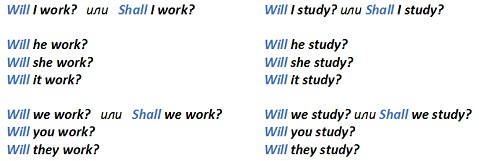 Will I work? или Shall I work?
Will he work?
Will she work?
Will it work?
Will we work? или Shall we work?
Will you work?
Will they work?
Will I study? или Shall I study?
Will he study?
Will she study?
Will it study?
Will we study? или Shall we study?
Will you study?
Will they study?